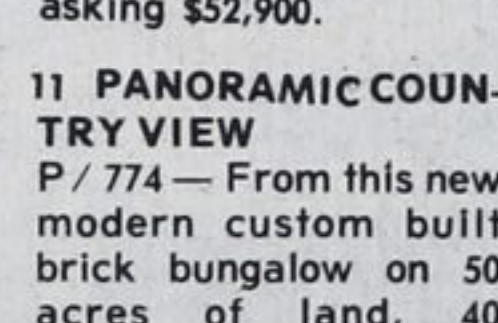 asking $52,900.
11 PANORAMIC COUN-
TRY VIEW
P/774 — From this new
modern custom built
brick bungalow on 50
acres of land. 40